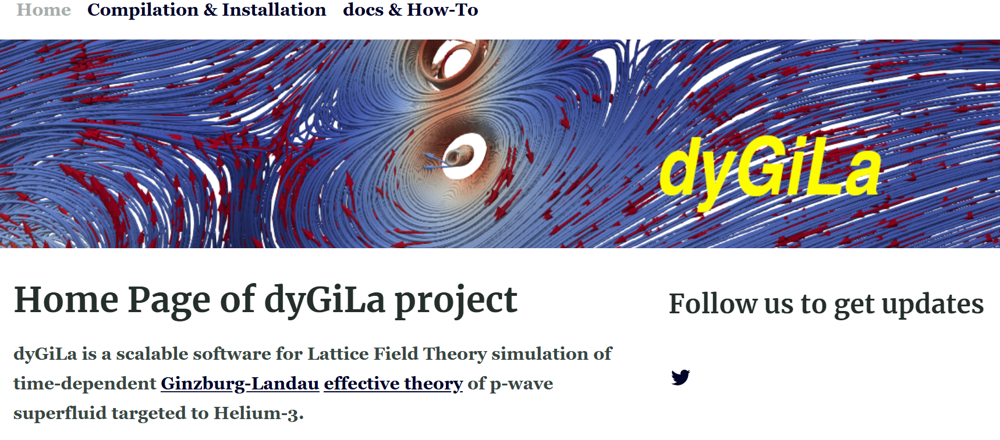 Home Compilation & Installation docs & How-To
dyGiLa
Home Page of dyGiLa project
dyGiLa is a scalable software for Lattice Field Theory simulation of
time-dependent Ginzburg-Landau effective theory of p-wave
superfluid targeted to Helium-3.
Follow us to get updates